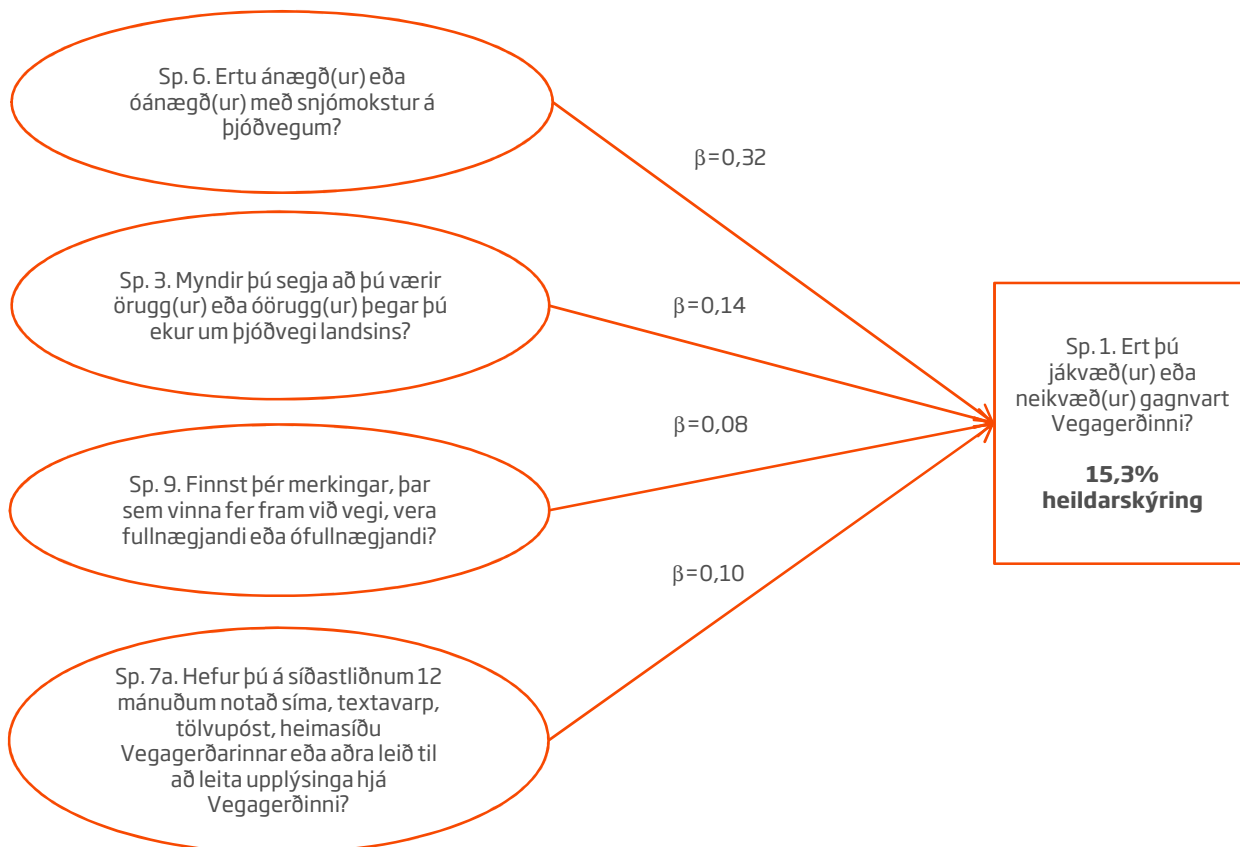 Sp. 6. Ertu ánægð(ur) eða
óánægð(ur) með snjómokstur á
þjóðvegum?
β=0,32
Sp. 3. Myndir þú segja að þú værir
örugg(ur) eða óörugg(ur) þegar þú
ekur um þjóðvegi landsins?
β=0,14
Sp. 1. Ert þú
jákvæð(ur) eða
neikvæð(ur) gagnvart
Vegagerðinni?
15,3%
heildarskýring
β=0,08
Sp. 9. Finnst þér merkingar, þar
sem vinna fer fram við vegi, vera
fullnægjandi eða ófullnægjandi?
β=0,10
Sp. 7a. Hefur þú á síðastliðnum 12
mánuðum notað síma, textavarp,
tölvupóst, heimasíðu
Vegagerðarinnar eða aðra leið til
að leita upplýsinga hjá
Vegagerðinni?